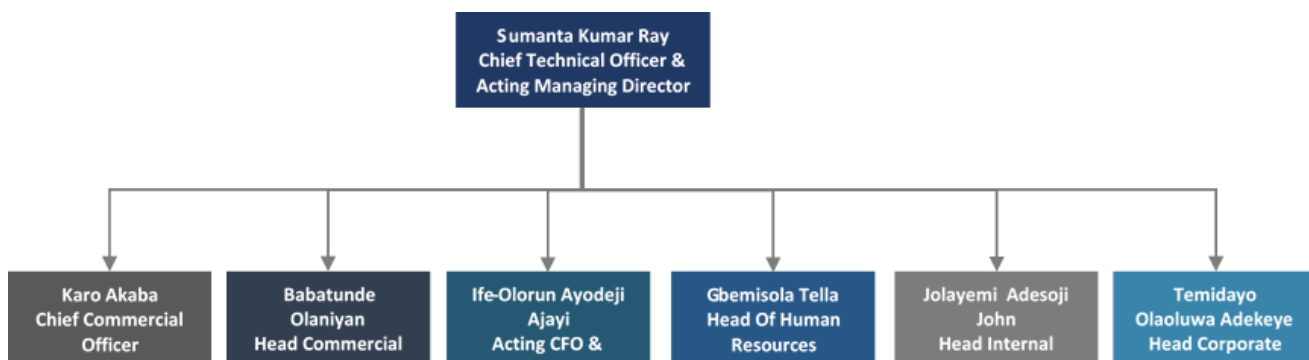 Sumanta Kumar Ray
Chief Technical Officer &
Acting Managing Director
Karo Akaba
Chief Commercial
Officer
Babatunde
Olaniyan
Head Commercial
Ife-Olorun Ayodeji
Ajayi
Acting CFO &
Gbemisola Tella
Head Of Human
Resources
Jolayemi Adesoji
John
Head Internal
Temidayo
Olaoluwa Adekeye
Head Corporate